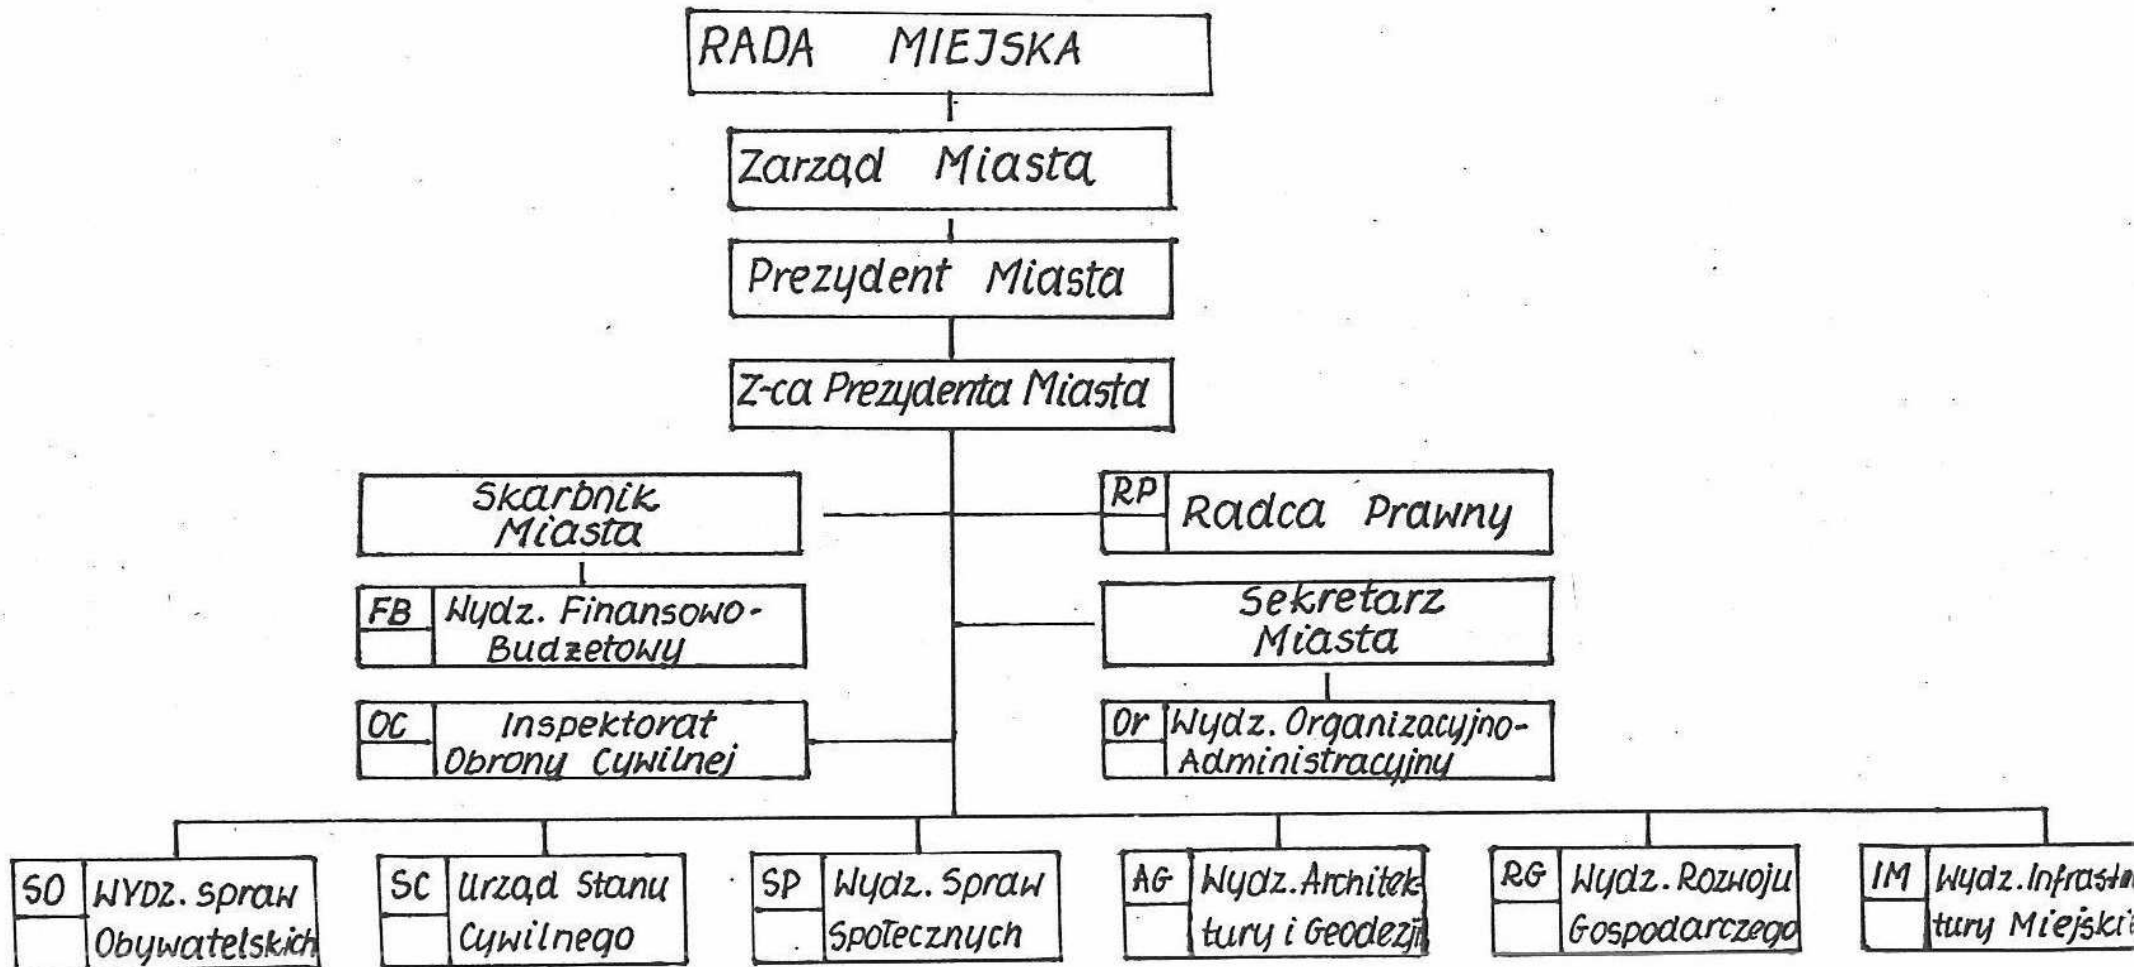 RADA MIEJSKA
Zarząd Miasta
Prezydent Miasta
Z-ca Prezydenta Miasta
Skarbnik
Miasta
RP
Radca Prawny
FB
Wydz. Finansowo-
Budżetowy
Sekretarz
Miasta
OC
Inspektorat
Obrony Cywilnej
Or
Wydz. Organizacyjno-
Administracyjny
SO
WYDZ. Spraw
Obywatelskich
SC
Urząd Stanu
Cywilnego
SP
Wydz. Spraw
Społecznych
AG
Wydz. Architek
tury i Geodezji
RG
Wydz. Rozwoju
Gospodarczego
IM
Wydz. Infrastru
tury Miejskie